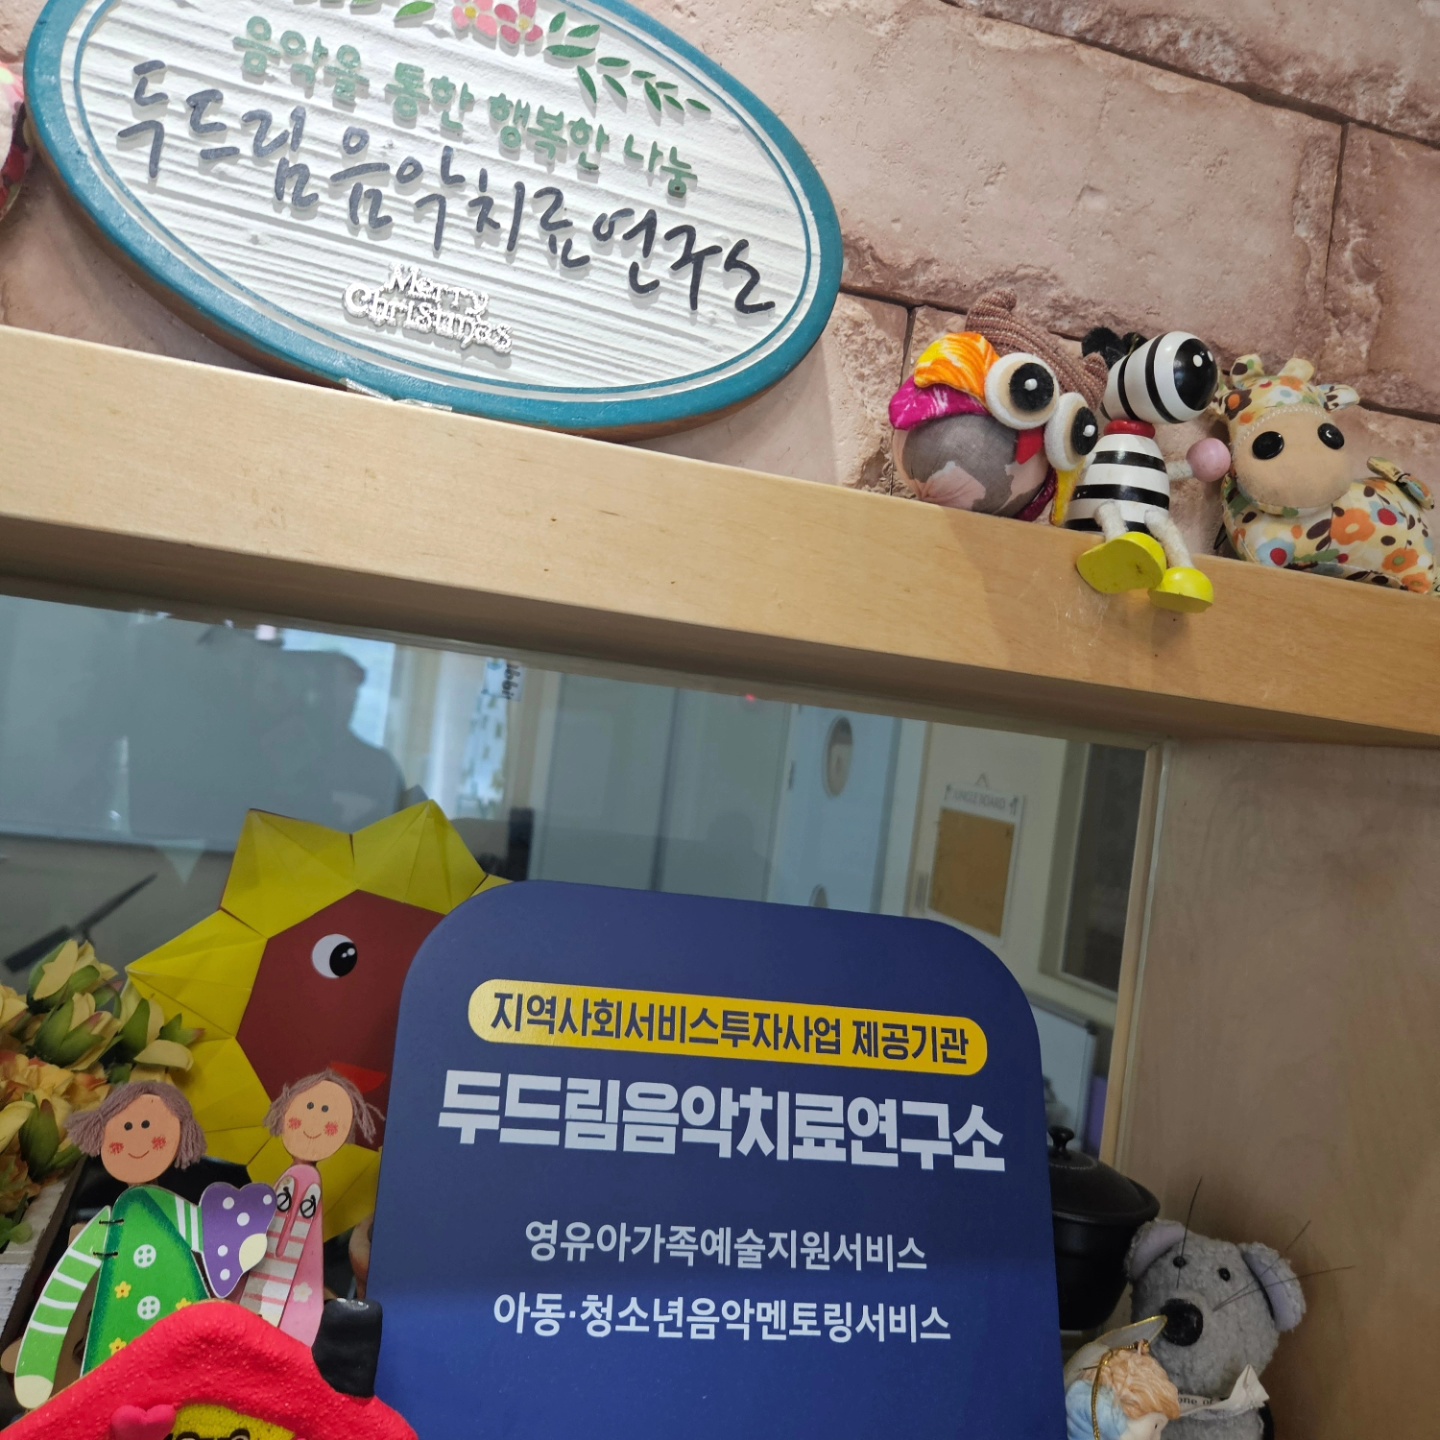 음악을 통한 행복한 나눔
두드림음악치료연구소
Merry
Christmas
지역사회서비스투자사업 제공기관
두드림음악치료연구소
영유아가족예술지원서비스
아동·청소년음악멘토링서비스